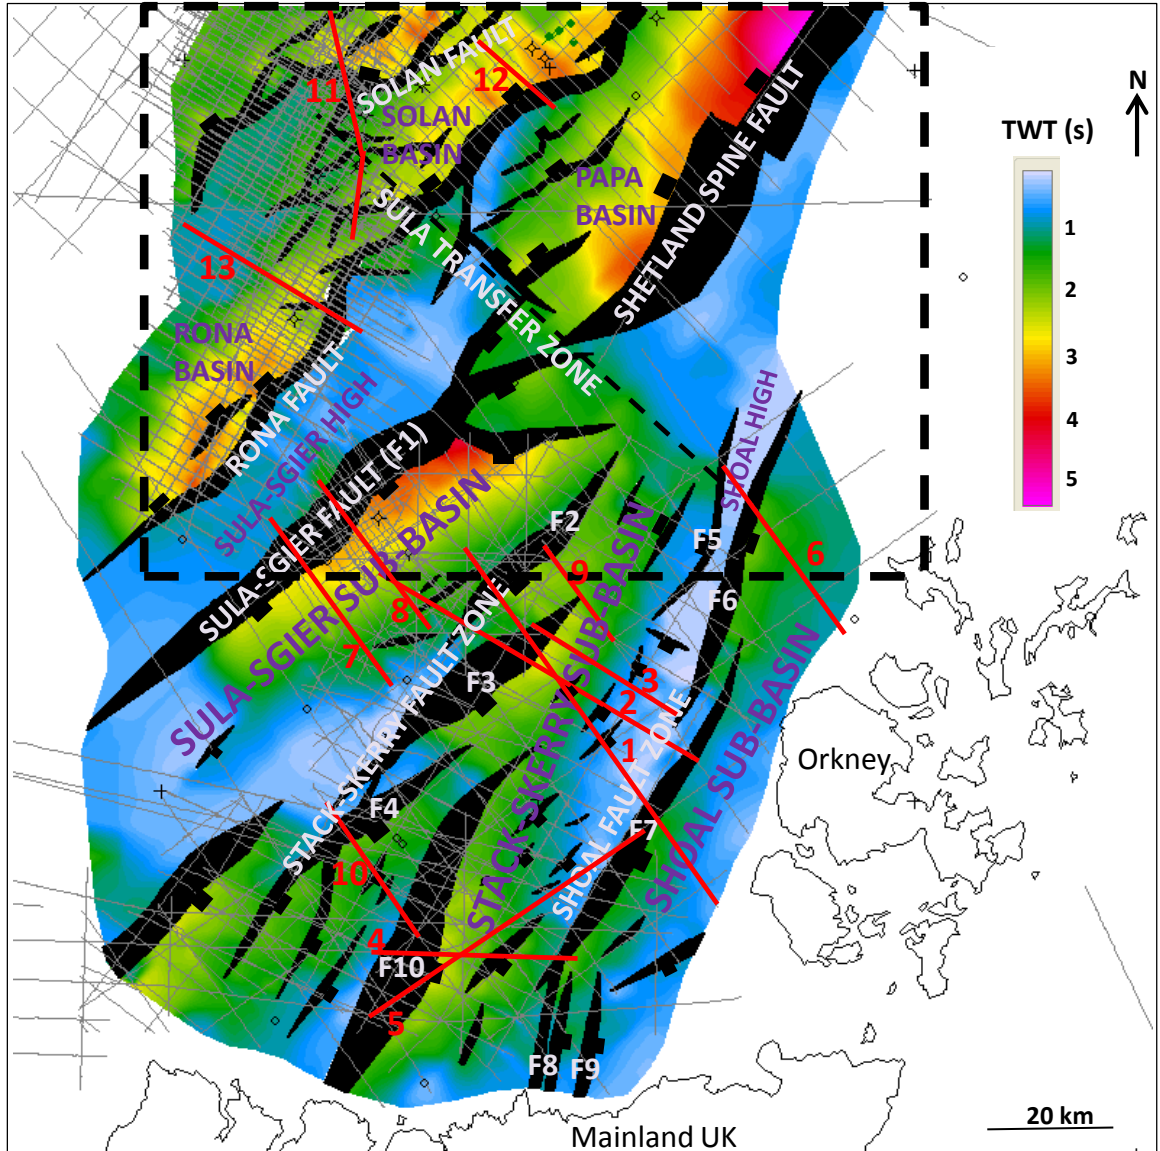 N
TWT (s)
1
2
3
4
5
SOLAN FAULT
11
12
SOLAN
BASIN
PAPA
BASIN
SHETLAND SPINE FAULT
SULA TRANSFER ZONE
13
RONA
BASIN
RONA FAULT
SULA-SGIER HIGH
SULA-SGIER FAULT (F1)
SHOAL HIGH
SULA-SGIER SUB-BASIN
F2
F5
6
9
8
F6
7
STACK-SKERRY FAULT ZONE
F3
3
2
1
STACK-SKERRY SUB-BASIN
SHOAL FAULT ZONE
SHOAL SUB-BASIN
Orkney
F4
F7
10
4
F10
5
F8
F9
20 km
Mainland UK